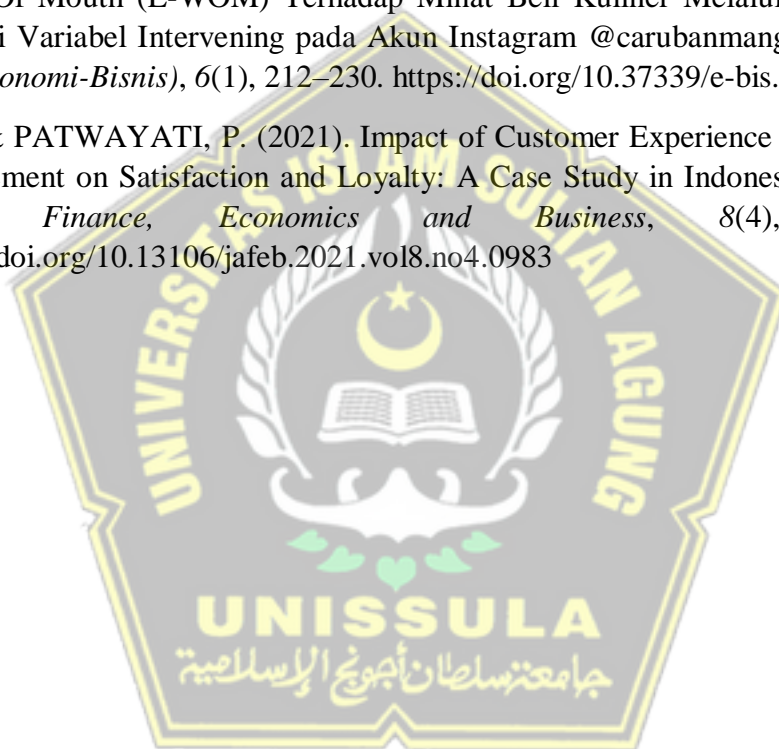 Of Mouth (E-WOM) Terhadap Minat Beli Kuliner Melalui
i Variabel Intervening pada Akun Instagram @carubanmang
onomi-Bisnis), 6(1), 212–230. https://doi.org/10.37339/e-bis.
PATWAYATI, P. (2021). Impact of Customer Experience
ment on Satisfaction and Loyalty: A Case Study in Indones
Finance, Economics and Business, 8(4),
doi.org/10.13106/jafeb.2021.vol8.no4.0983
UNIVERSITAS ISLAM SULTAN AGUNG
UNISSULA
جامعتسلطان أجونج الإسلامية